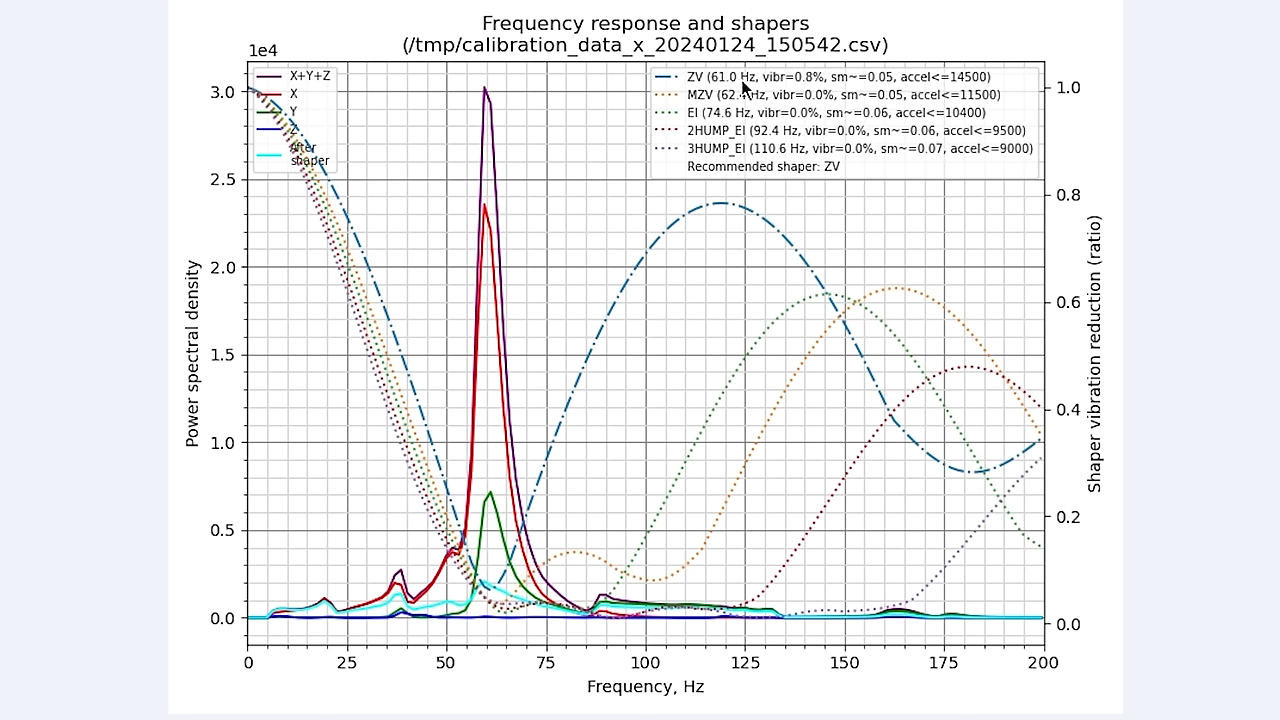 Frequency response and shapers
(/tmp/calibration_data_x_20240124_150542.csv)
1e4
X+Y+Z
X
Y
Z
After
shaper
ZV (61.0 Hz, vibr=0.8%, sm~=0.05, accel<=14500)
MZV (62. Hz, vibr=0.0%, sm~=0.05, accel<=11500)
EI (74.6 Hz, vibr=0.0%, sm~=0.06, accel<=10400)
2HUMP_EI (92.4 Hz, vibr=0.0%, sm~=0.06, accel<=9500)
3HUMP_EI (110.6 Hz, vibr=0.0%, sm~=0.07, accel<=9000)
Recommended shaper: ZV
3.0
2.5
2.0
1.5
1.0
0.5
0.0
Power spectral density
1.0
0.8
0.6
0.4
0.2
0.0
Shaper vibration reduction (ratio)
0 25 50 75 100 125 150 175 200
Frequency, Hz